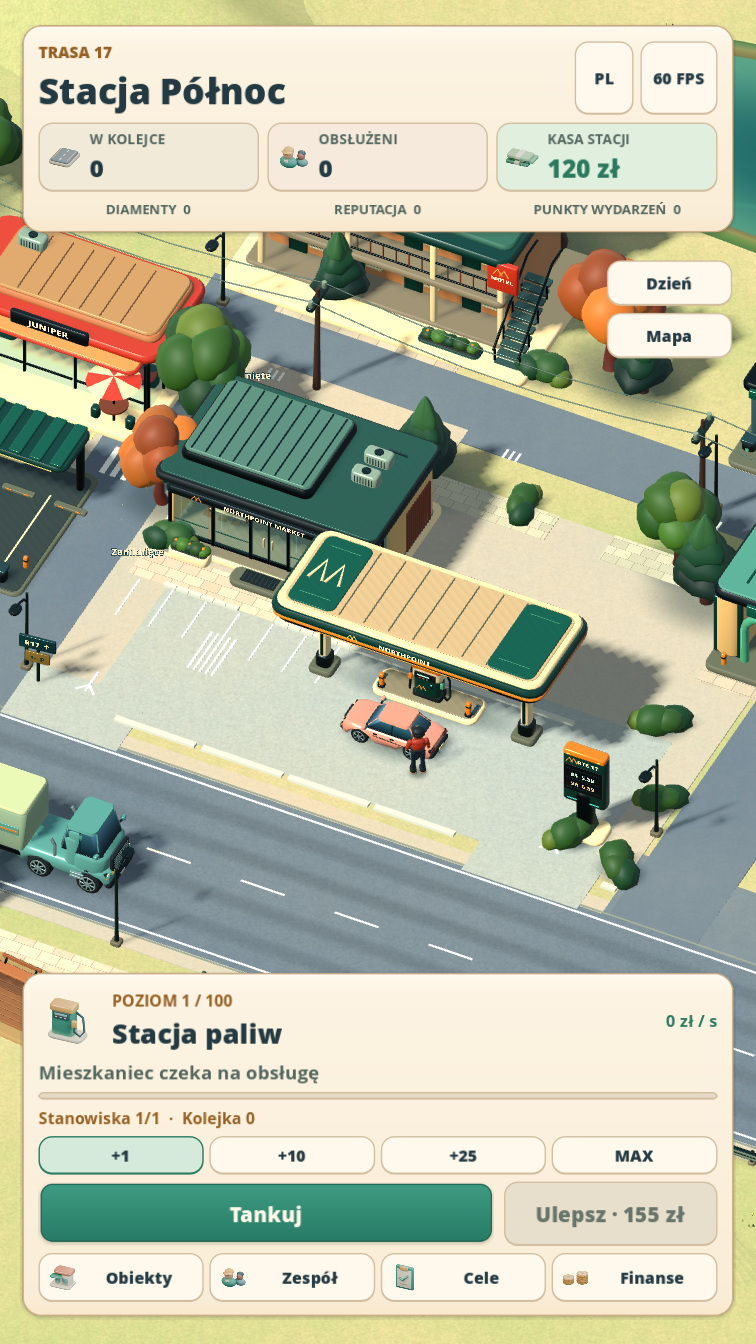 TRASA 17
Stacja Północ
PL
60 FPS
W KOLEJCE
0
OBSŁUŻENI
0
KASA STACJI
120 zł
DIAMENTY 0
REPUTACJA 0
PUNKTY WYDARZEŃ 0
Dzień
Mapa
JUNIPER
NORTHPOINT MARKET
Zamknięte
NORTHPOINT
POZIOM 1 / 100
Stacja paliw
0 zł / s
Mieszkaniec czeka na obsługę
Stanowiska 1/1 · Kolejka 0
+1
+10
+25
MAX
Tankuj
Ulepsz · 155 zł
Obiekty
Zespół
Cele
Finanse